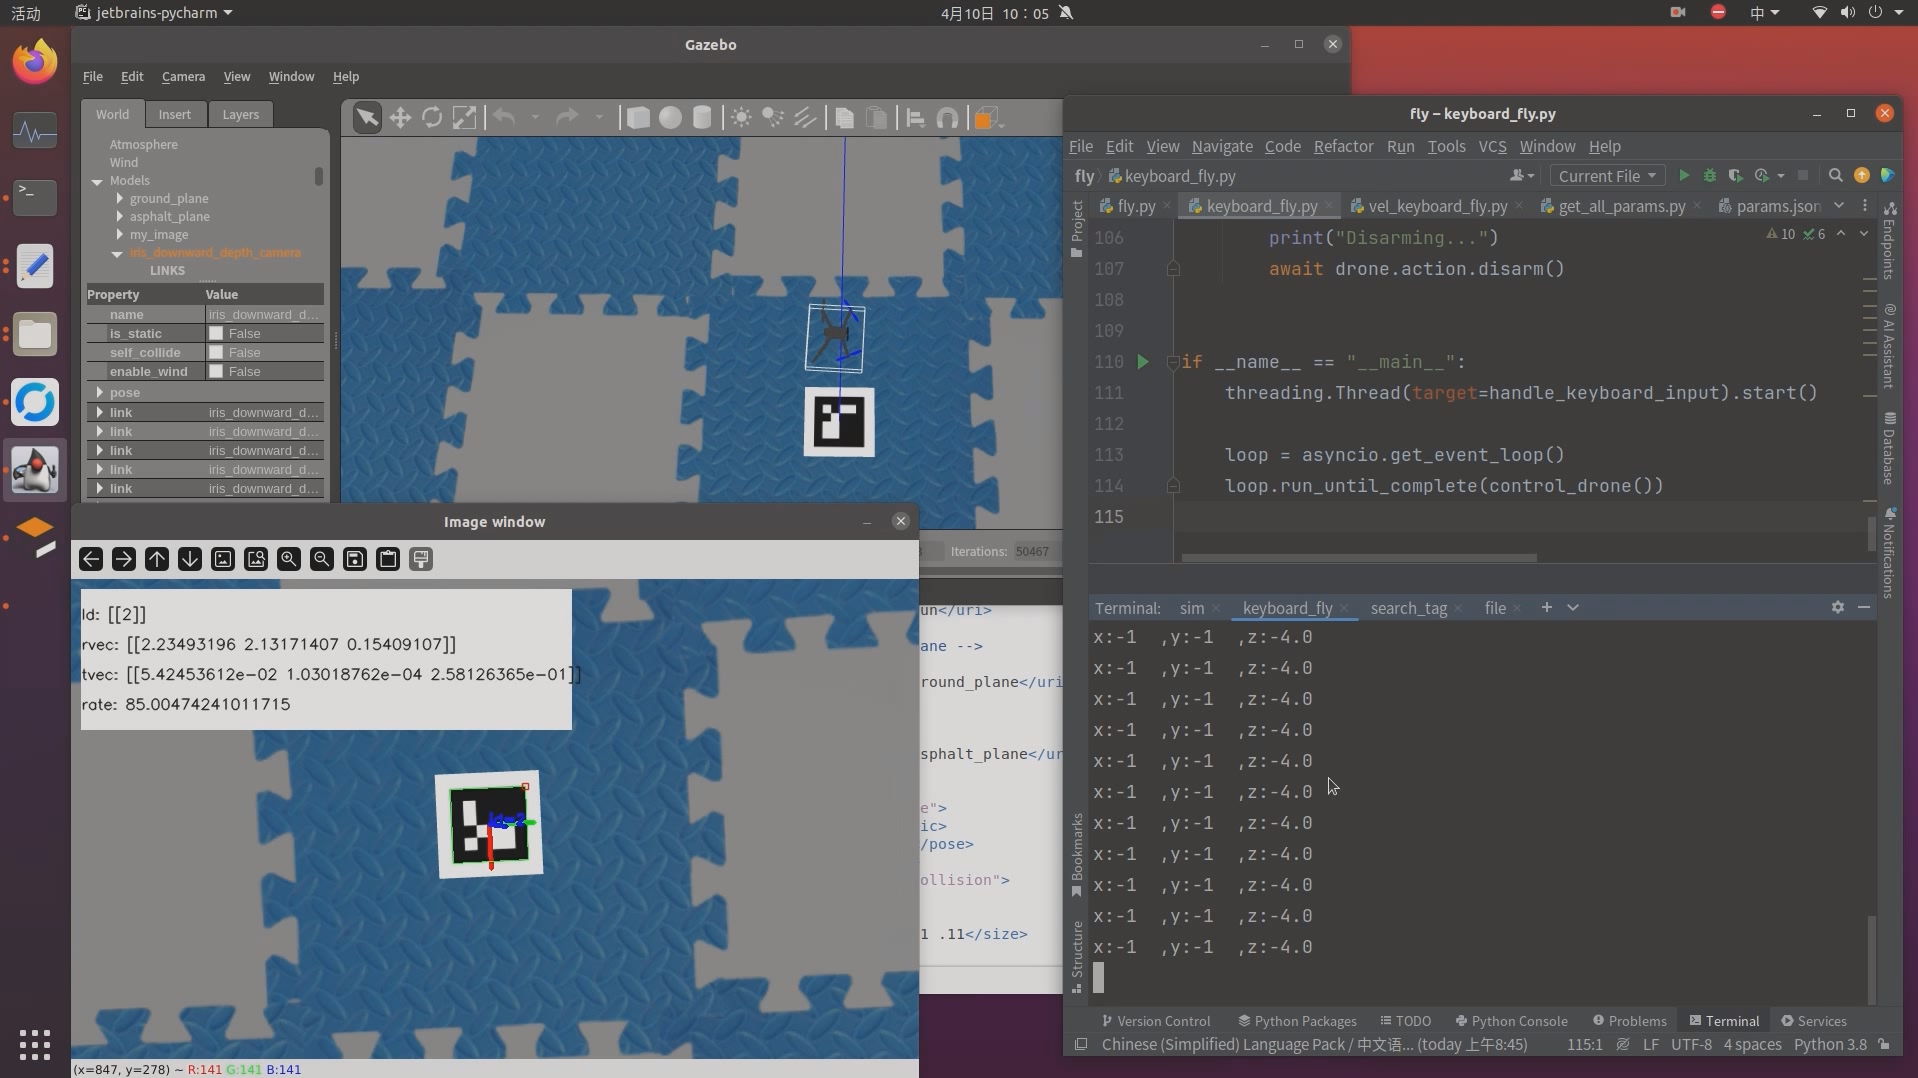 活动
jetbrains-pycharm
4月10日 10：05
中
Gazebo
File Edit Camera View Window Help
World Insert Layers
Atmosphere
Wind
Models
ground_plane
asphalt_plane
my_image
iris_downward_depth_camera
LINKS
Property Value
name iris_downward_d...
is_static False
self_collide False
enable_wind False
pose
link iris_downward_d...
link iris_downward_d...
link iris_downward_d...
link iris_downward_d...
link iris_downward_d...
Iterations: 50467
un</uri>
ane -->
round_plane</uri
sphalt_plane</ur
e">
ic>
/pose>
ollision">
1 .11</size>
Image window
Id: [[2]]
rvec: [[2.23493196 2.13171407 0.15409107]]
tvec: [[5.42453612e-02 1.03018762e-04 2.58126365e-01]]
rate: 85.00474241011715
id=2
(x=847, y=278) ~ R:141 G:141 B:141
fly – keyboard_fly.py
File Edit View Navigate Code Refactor Run Tools VCS Window Help
fly keyboard_fly.py
Current File
fly.py keyboard_fly.py vel_keyboard_fly.py get_all_params.py params.json
Project
10 6
106 print("Disarming...")
107 await drone.action.disarm()
108
109
110 if __name__ == "__main__":
111 threading.Thread(target=handle_keyboard_input).start()
112
113 loop = asyncio.get_event_loop()
114 loop.run_until_complete(control_drone())
115
Endpoints
AI Assistant
Database
Notifications
Terminal: sim keyboard_fly search_tag file
x:-1 ,y:-1 ,z:-4.0
x:-1 ,y:-1 ,z:-4.0
x:-1 ,y:-1 ,z:-4.0
x:-1 ,y:-1 ,z:-4.0
x:-1 ,y:-1 ,z:-4.0
x:-1 ,y:-1 ,z:-4.0
x:-1 ,y:-1 ,z:-4.0
x:-1 ,y:-1 ,z:-4.0
x:-1 ,y:-1 ,z:-4.0
x:-1 ,y:-1 ,z:-4.0
x:-1 ,y:-1 ,z:-4.0
Bookmarks
Structure
Version Control Python Packages TODO Python Console Problems Terminal Services
Chinese (Simplified) Language Pack / 中文语... (today 上午8:45) 115:1 LF UTF-8 4 spaces Python 3.8